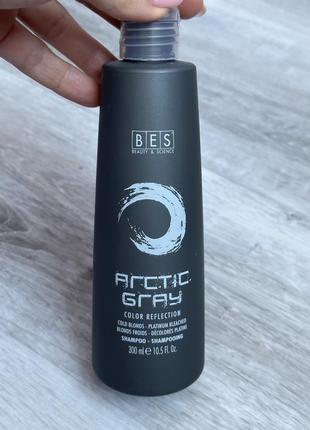 BES
BEAUTY & SCIENCE
ARCTIC
GRAY
COLOR REFLECTION
COLD BLONDS - PLATINUM BLEACHED
BLONDS FROIDS - DÉCOLORÉS PLATINE
SHAMPOO - SHAMPOOING
300 ml ℮ 10.5 fl. Oz.